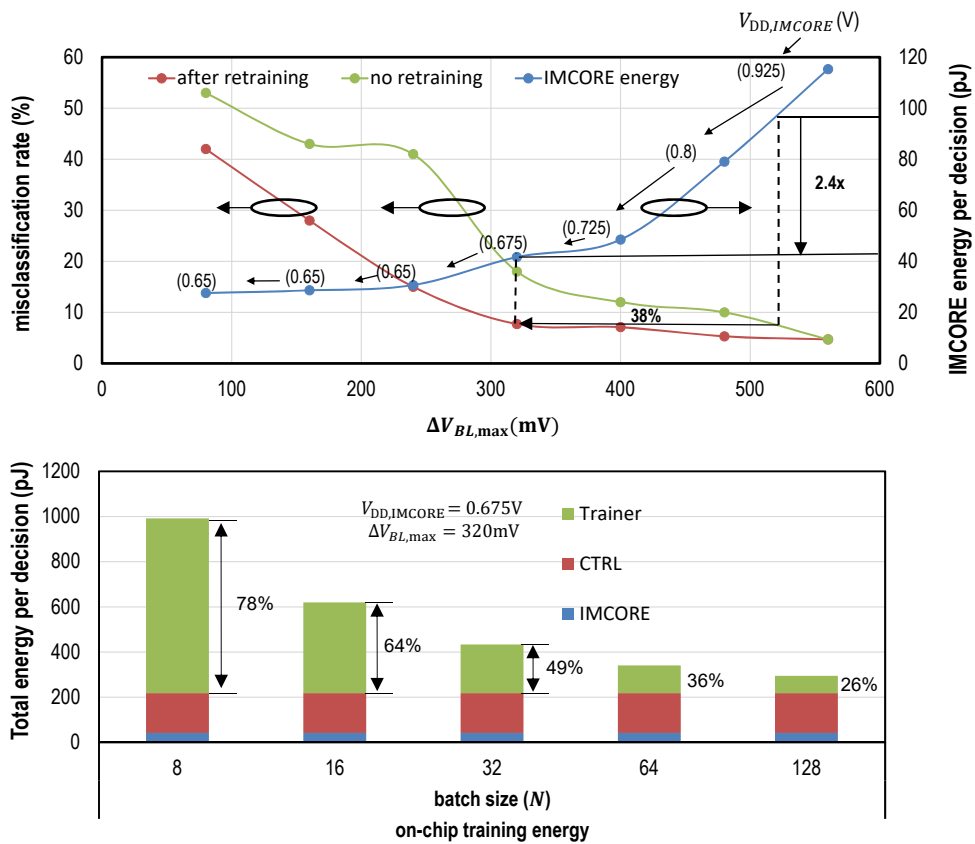 V_DD,IMCORE (V)
60 120
after retraining no retraining IMCORE energy (0.925)
50 100
40 80
(0.8) 2.4x
30 60
(0.725)
(0.675)
20 40
(0.65) (0.65) (0.65)
38%
10 20
0 0
0 100 200 300 400 500 600
misclassification rate (%)
IMCORE energy per decision (pJ)
ΔV_BL,max(mV)
1200
1000
800
600
400
200
0
Total energy per decision (pJ)
V_DD,IMCORE = 0.675V
ΔV_BL,max = 320mV
Trainer
CTRL
IMCORE
78%
64%
49%
36%
26%
8 16 32 64 128
batch size (N)
on-chip training energy